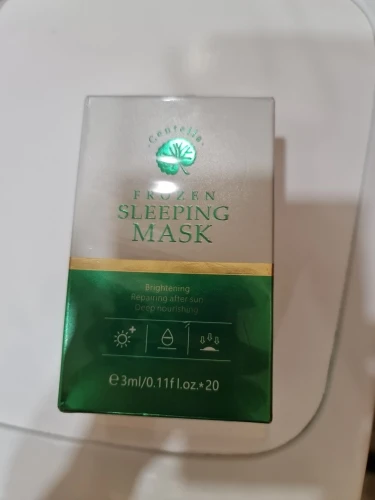 Centella
FROZEN
SLEEPING
MASK
Brightening
Repairing after sun
Deep nourishing
℮3ml/0.11fl.oz.*20